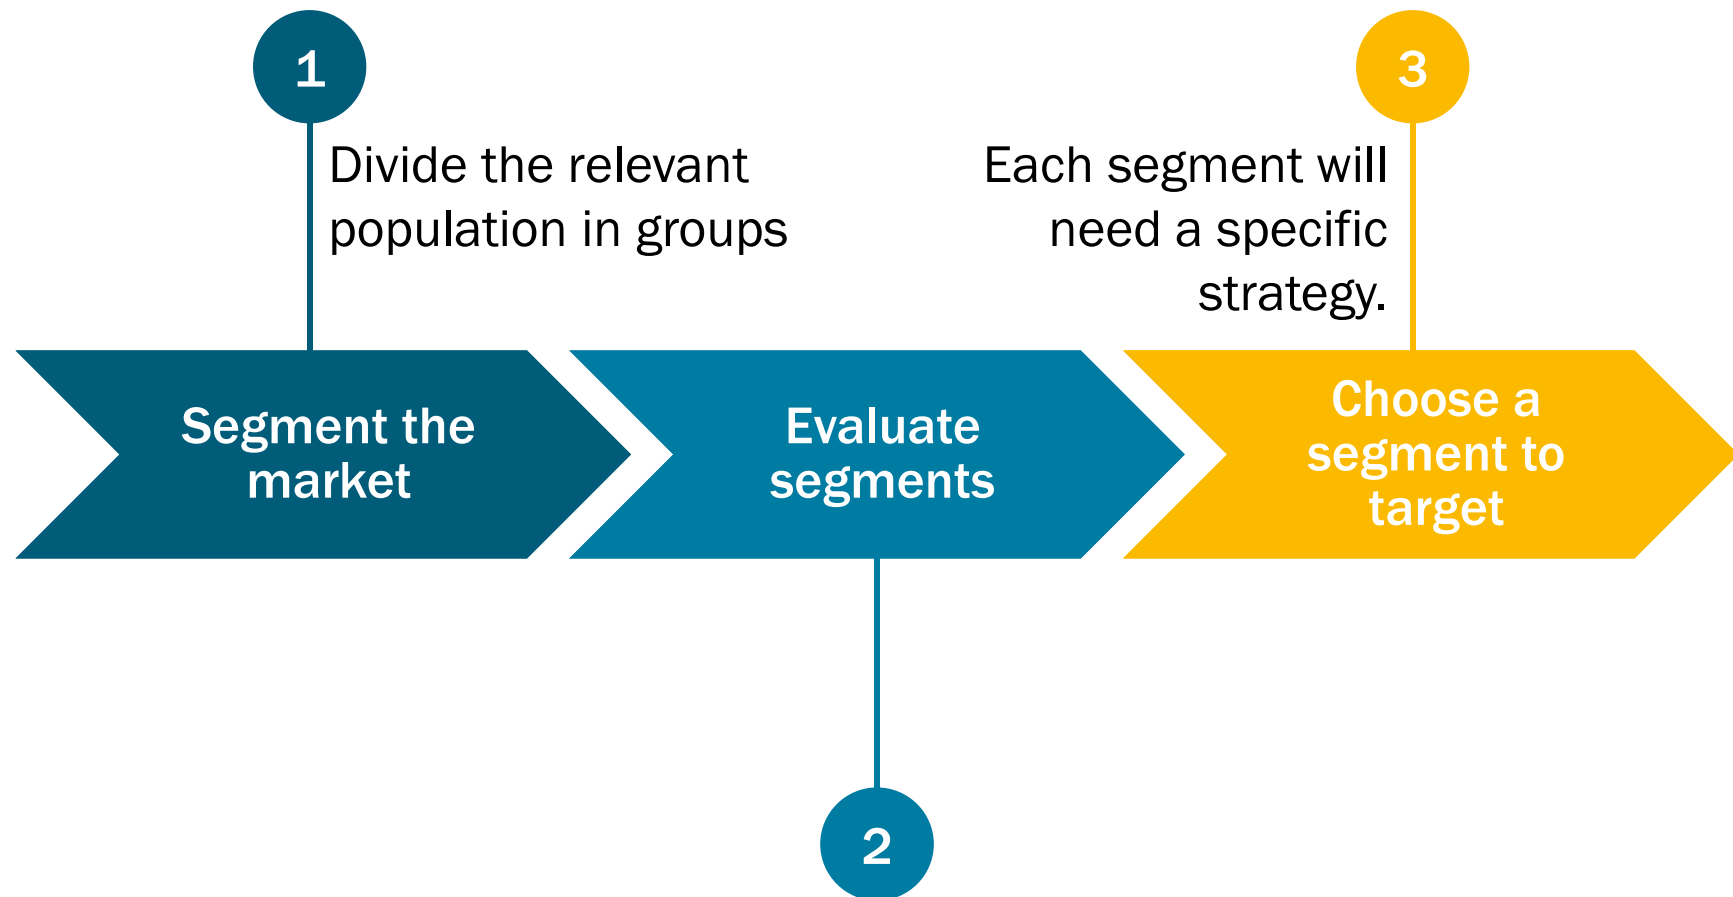 1
Divide the relevant
population in groups
Segment the
market
2
Evaluate
segments
3
Each segment will
need a specific
strategy.
Choose a
segment to
target